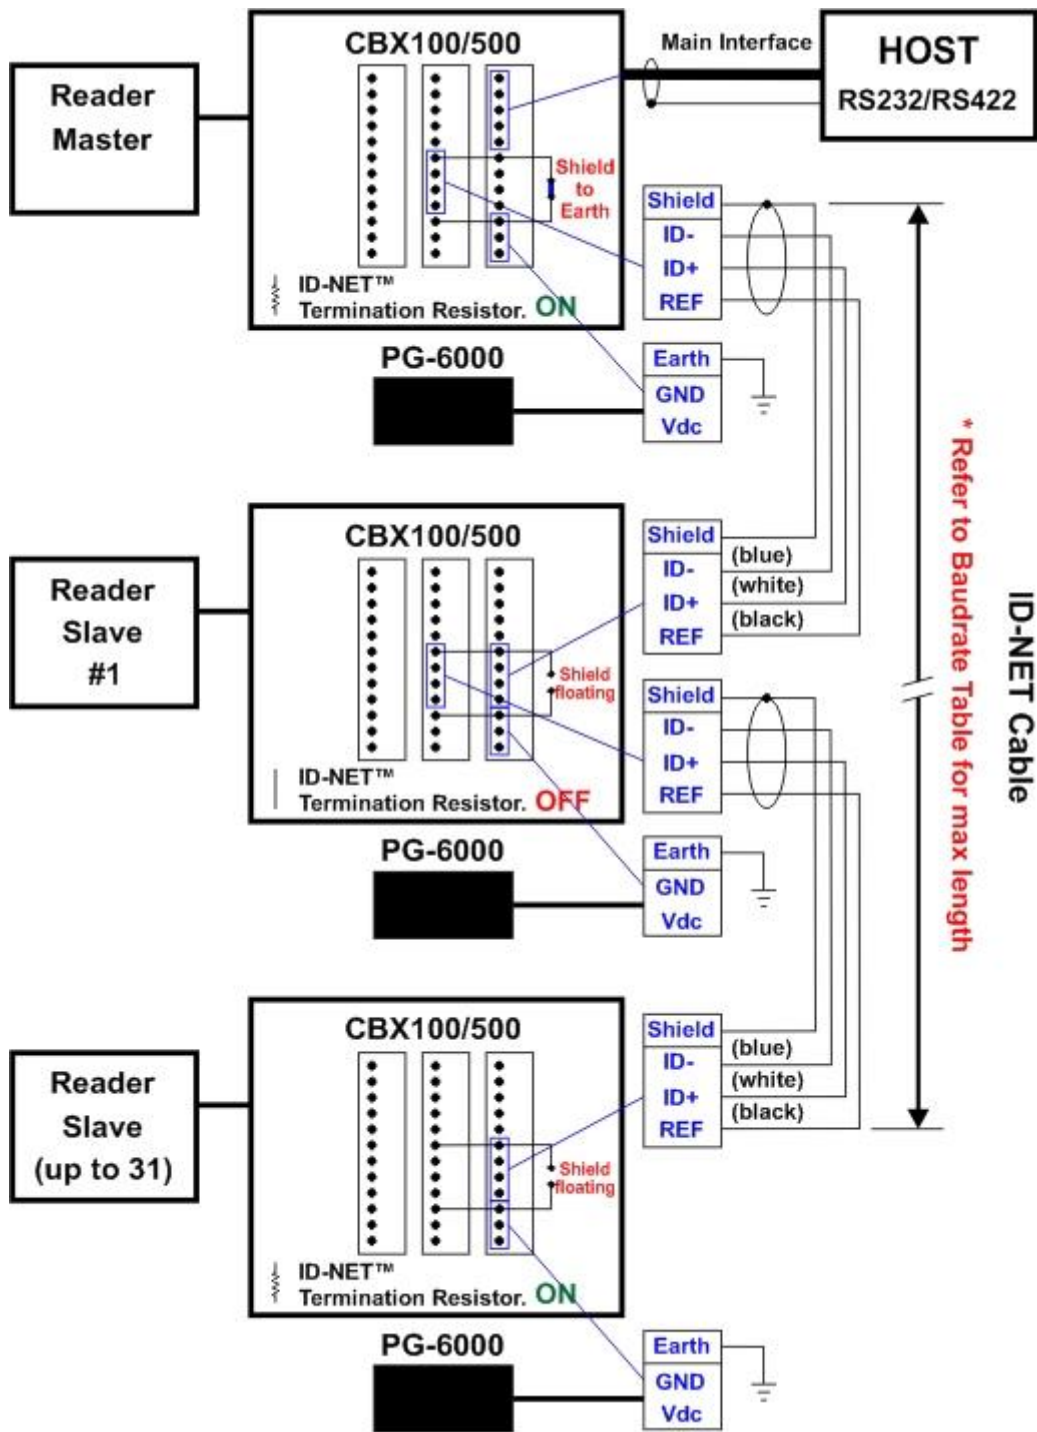 CBX100/500
Main Interface
HOST
RS232/RS422
Reader
Master
Shield
to
Earth
ID-NET™
Termination Resistor. ON
Shield
ID-
ID+
REF
PG-6000
Earth
GND
Vdc
CBX100/500
Reader
Slave
#1
Shield
floating
ID-NET™
Termination Resistor. OFF
Shield
ID-
(blue)
ID+
(white)
REF
(black)
Shield
ID-
ID+
REF
PG-6000
Earth
GND
Vdc
CBX100/500
Reader
Slave
(up to 31)
Shield
floating
ID-NET™
Termination Resistor. ON
Shield
ID-
(blue)
ID+
(white)
REF
(black)
PG-6000
Earth
GND
Vdc
* Refer to Baudrate Table for max length
ID-NET Cable